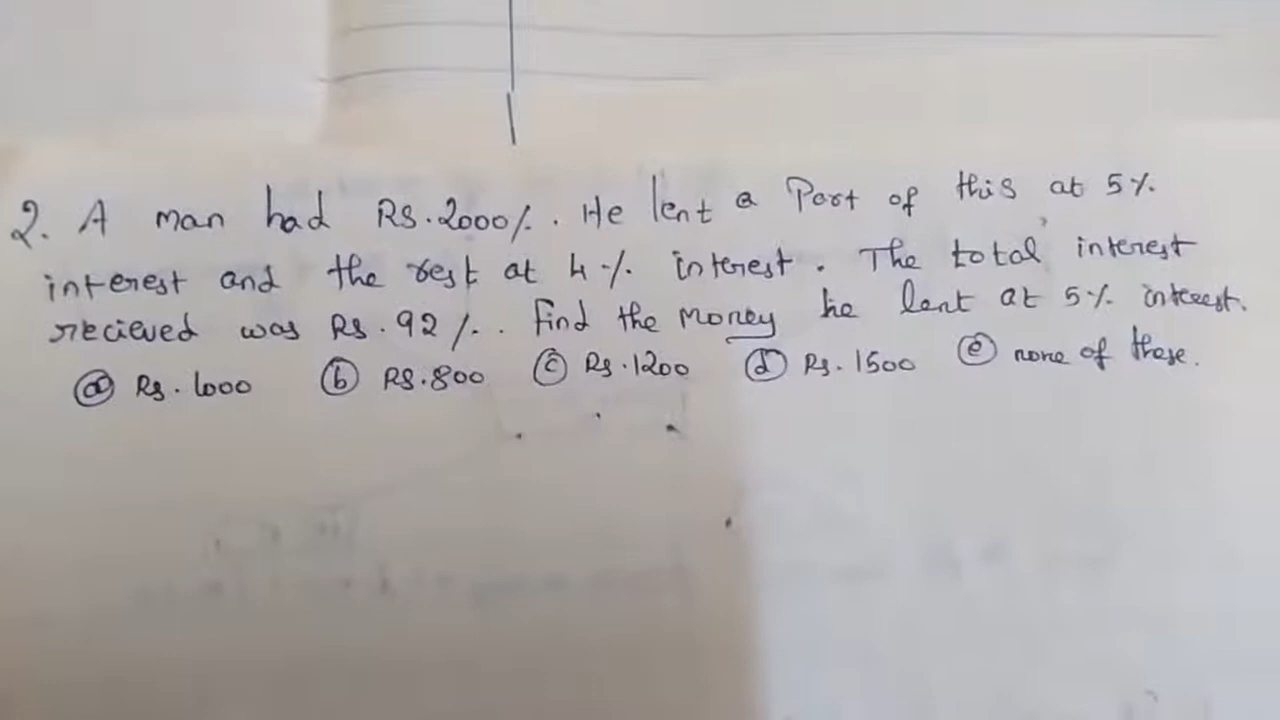 2. A man had RS.2000/. . He lent a Part of this at 5%.
interest and the rest at 4 %. interest. The total interest
recieved was Rs.92/. . find the money he lent at 5% interest.
ⓐ Rs.1000 ⓑ RS.800 ⓒ Rs.1200 ⓓ Rs.1500 ⓔ none of these.